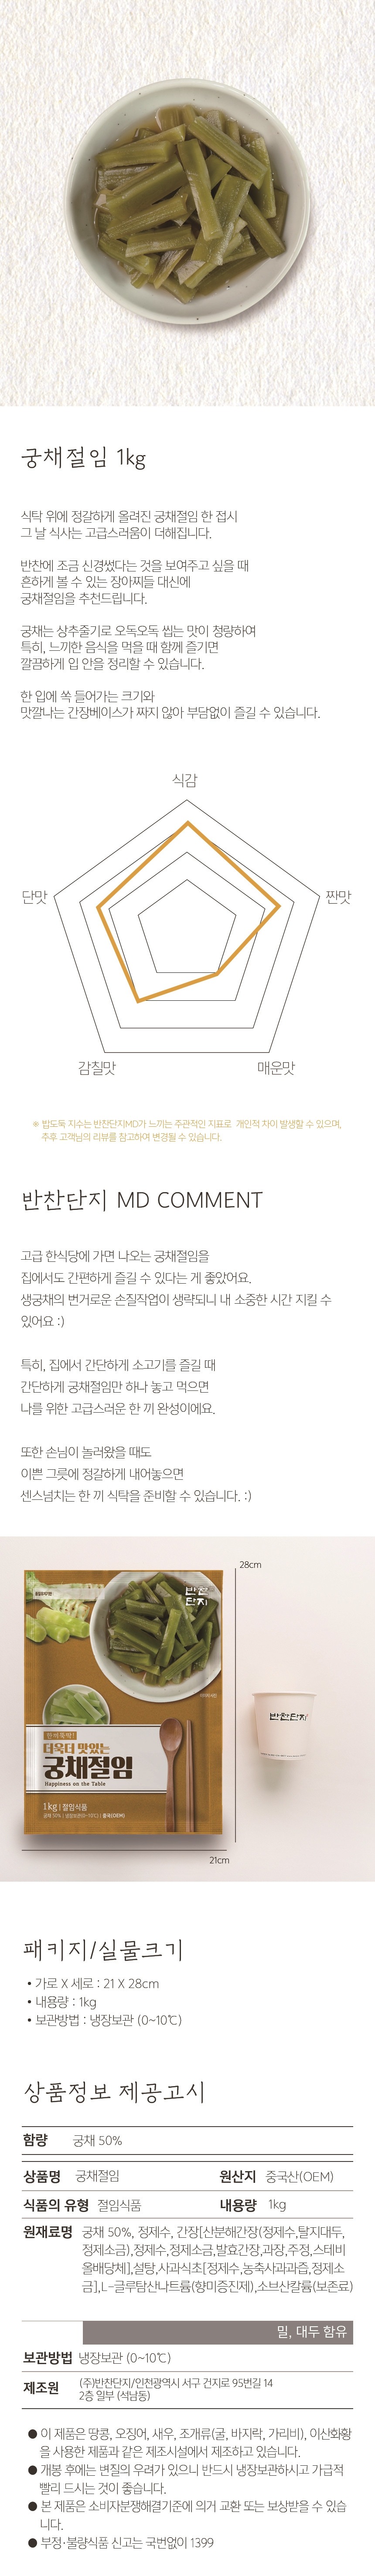 궁채절임 1kg
식탁 위에 정갈하게 올려진 궁채절임 한 접시
그 날 식사는 고급스러움이 더해집니다.
반찬에 조금 신경썼다는 것을 보여주고 싶을 때
흔하게 볼 수 있는 장아찌들 대신에
궁채절임을 추천드립니다.
궁채는 상추줄기로 오독오독 씹는 맛이 청량하여
특히, 느끼한 음식을 먹을 때 함께 즐기면
깔끔하게 입 안을 정리할 수 있습니다.
한 입에 쏙 들어가는 크기와
맛깔나는 간장베이스가 짜지 않아 부담없이 즐길 수 있습니다.
식감
단맛
짠맛
감칠맛
매운맛
※ 밥도둑 지수는 반찬단지MD가 느끼는 주관적인 지표로 개인적 차이 발생할 수 있으며,
추후 고객님의 리뷰를 참고하여 변경될 수 있습니다.
반찬단지 MD COMMENT
고급 한식당에 가면 나오는 궁채절임을
집에서도 간편하게 즐길 수 있다는 게 좋았어요.
생궁채의 번거로운 손질작업이 생략되니 내 소중한 시간 지킬 수
있어요 :)
특히, 집에서 간단하게 소고기를 즐길 때
간단하게 궁채절임만 하나 놓고 먹으면
나를 위한 고급스러운 한 끼 완성이에요.
또한 손님이 놀러왔을 때도
이쁜 그릇에 정갈하게 내어놓으면
센스넘치는 한 끼 식탁을 준비할 수 있습니다. :)
28cm
반찬
단지
반찬단지
더욱더 맛있는
궁채절임
Happiness on the Table
1kg | 절임식품
궁채 50% | 냉장보관(0~10℃) | 중국(OEM)
21cm
패키지/실물크기
• 가로 X 세로 : 21 X 28cm
• 내용량 : 1kg
• 보관방법 : 냉장보관 (0~10℃)
상품정보 제공고시
함량 궁채 50%
상품명 궁채절임 원산지 중국산(OEM)
식품의 유형 절임식품 내용량 1kg
원재료명 궁채 50%, 정제수, 간장[산분해간장(정제수,탈지대두,
정제소금),정제수,정제소금,발효간장,과장,주정,스테비
올배당체],설탕,사과식초[정제수,농축사과과즙,정제소
금],L-글루탐산나트륨(향미증진제),소브산칼륨(보존료)
밀, 대두 함유
보관방법 냉장보관 (0~10℃)
제조원 (주)반찬단지/인천광역시 서구 건지로 95번길 14
2층 일부 (석남동)
● 이 제품은 땅콩, 오징어, 새우, 조개류(굴, 바지락, 가리비), 이산화황
을 사용한 제품과 같은 제조시설에서 제조하고 있습니다.
● 개봉 후에는 변질의 우려가 있으니 반드시 냉장보관하시고 가급적
빨리 드시는 것이 좋습니다.
● 본 제품은 소비자분쟁해결기준에 의거 교환 또는 보상받을 수 있습
니다.
● 부정·불량식품 신고는 국번없이 1399